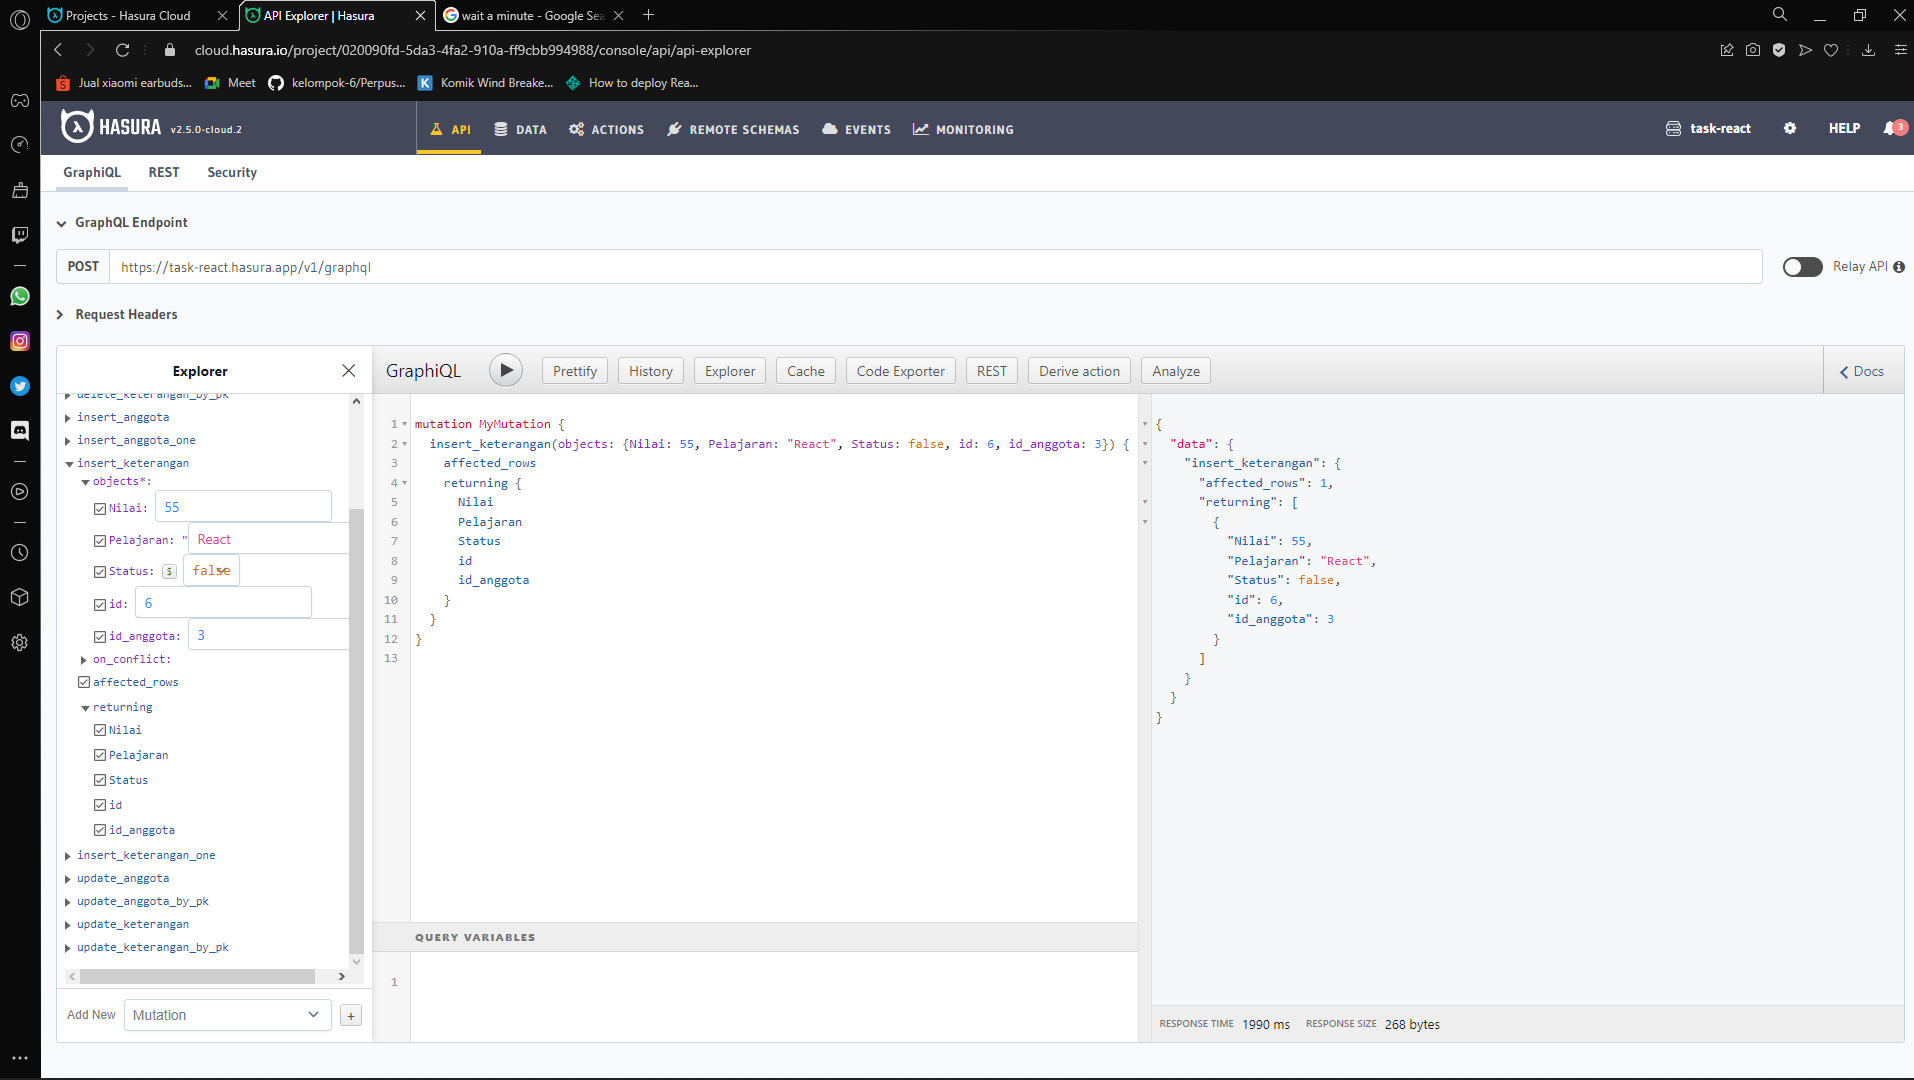 Projects - Hasura Cloud
API Explorer | Hasura
wait a minute - Google Sea
cloud.hasura.io/project/020090fd-5da3-4fa2-910a-ff9cbb994988/console/api/api-explorer
Jual xiaomi earbuds...
Meet
kelompok-6/Perpus...
Komik Wind Breake...
How to deploy Rea...
HASURA v2.5.0-cloud.2
API
DATA
ACTIONS
REMOTE SCHEMAS
EVENTS
MONITORING
task-react
HELP
3
GraphiQL
REST
Security
GraphQL Endpoint
POST
https://task-react.hasura.app/v1/graphql
Relay API
Request Headers
Explorer
GraphiQL
Prettify
History
Explorer
Cache
Code Exporter
REST
Derive action
Analyze
Docs
delete_keterangan_by_pk
insert_anggota
insert_anggota_one
insert_keterangan
objects*:
Nilai: 55
Pelajaran: " React
Status: $ false
id: 6
id_anggota: 3
on_conflict:
affected_rows
returning
Nilai
Pelajaran
Status
id
id_anggota
insert_keterangan_one
update_anggota
update_anggota_by_pk
update_keterangan
update_keterangan_by_pk
Add New Mutation +
1 mutation MyMutation {
2 insert_keterangan(objects: {Nilai: 55, Pelajaran: "React", Status: false, id: 6, id_anggota: 3}) {
3 affected_rows
4 returning {
5 Nilai
6 Pelajaran
7 Status
8 id
9 id_anggota
10 }
11 }
12 }
13
QUERY VARIABLES
1
{
"data": {
"insert_keterangan": {
"affected_rows": 1,
"returning": [
{
"Nilai": 55,
"Pelajaran": "React",
"Status": false,
"id": 6,
"id_anggota": 3
}
]
}
}
}
RESPONSE TIME 1990 ms RESPONSE SIZE 268 bytes